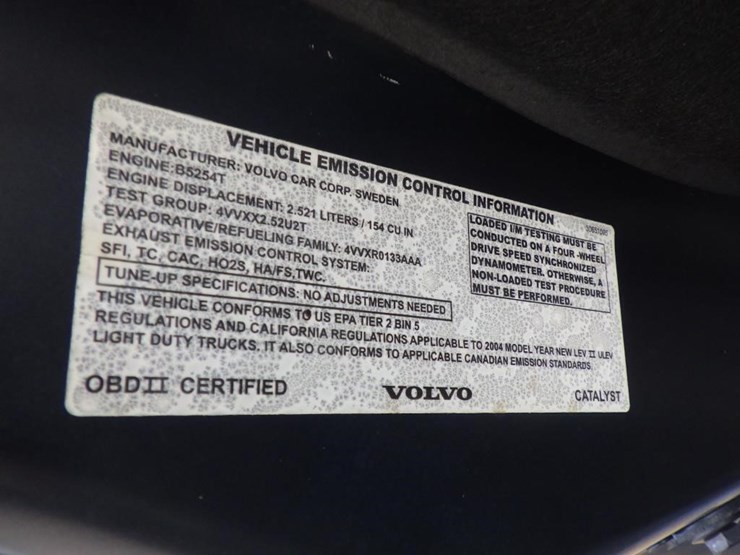 VEHICLE EMISSION CONTROL INFORMATION
MANUFACTURER: VOLVO CAR CORP. SWEDEN
ENGINE:B5254T
ENGINE DISPLACEMENT: 2.521 LITERS / 154 CU IN
TEST GROUP: 4VVXX2.52U2T
EVAPORATIVE/REFUELING FAMILY: 4VVXR0133AAA
EXHAUST EMISSION CONTROL SYSTEM:
SFI, TC, CAC, HO2S, HA/FS,TWC.
LOADED I/M TESTING MUST BE
CONDUCTED ON A FOUR-WHEEL
DRIVE SPEED SYNCHRONIZED
DYNAMOMETER. OTHERWISE, A
NON-LOADED TEST PROCEDURE
MUST BE PERFORMED.
TUNE-UP SPECIFICATIONS: NO ADJUSTMENTS NEEDED
THIS VEHICLE CONFORMS TO US EPA TIER 2 BIN 5
REGULATIONS AND CALIFORNIA REGULATIONS APPLICABLE TO 2004 MODEL YEAR NEW LEV II ULEV
LIGHT DUTY TRUCKS. IT ALSO CONFORMS TO APPLICABLE CANADIAN EMISSION STANDARDS
OBDII CERTIFIED
VOLVO
CATALYST